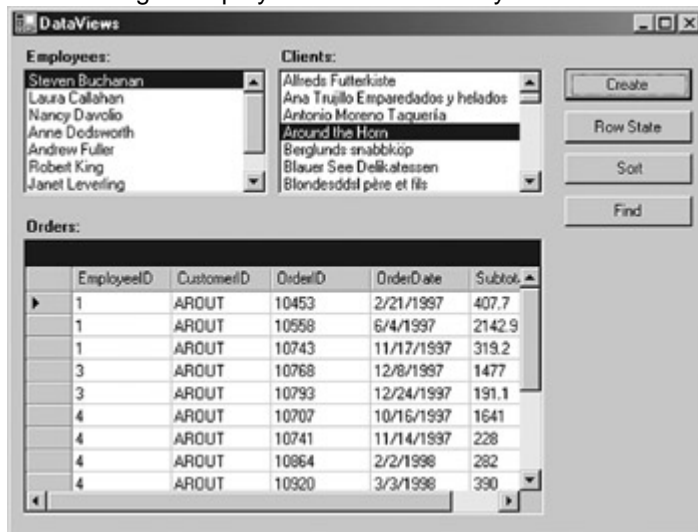 DataViews
Employees:
Clients:
Steven Buchanan
Laura Callahan
Nancy Davolio
Anne Dodsworth
Andrew Fuller
Robert King
Janet Leverling
Alfreds Futterkiste
Ana Trujillo Emparedados y helados
Antonio Moreno Taquería
Around the Horn
Berglunds snabbköp
Blauer See Delikatessen
Blondesddsl père et fils
Create
Row State
Sort
Find
Orders:
EmployeeID CustomerID OrderID OrderDate Subtot
1 AROUT 10453 2/21/1997 407.7
1 AROUT 10558 6/4/1997 2142.9
1 AROUT 10743 11/17/1997 319.2
3 AROUT 10768 12/8/1997 1477
3 AROUT 10793 12/24/1997 191.1
4 AROUT 10707 10/16/1997 1641
4 AROUT 10741 11/14/1997 228
4 AROUT 10864 2/2/1998 282
4 AROUT 10920 3/3/1998 390